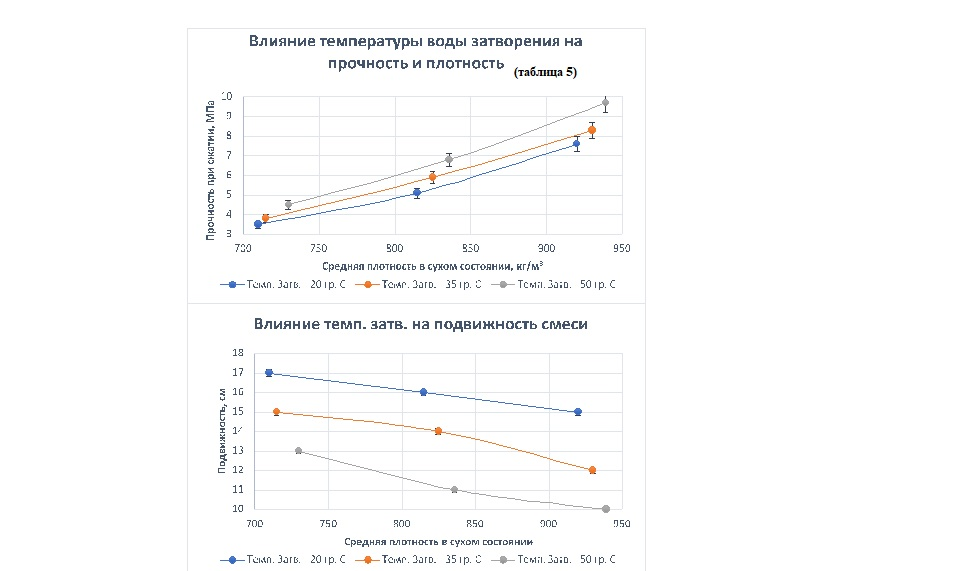 Влияние температуры воды затворения на
прочность и плотность (таблица 5)
Прочность при сжатии, МПа
10
9
8
7
6
5
4
3
700 750 800 850 900 950
Средняя плотность в сухом состоянии, кг/м³
Темп. Затв. - 20 гр. С Темп. Затв. - 35 гр. С Темп. Затв. - 50 гр. С
Влияние темп. затв. на подвижность смеси
Подвижность, см
18
17
16
15
14
13
12
11
10
700 750 800 850 900 950
Средняя плотность в сухом состоянии
Темп. Затв. - 20 гр. С Темп. Затв. - 35 гр. С Темп. Затв. - 50 гр. С